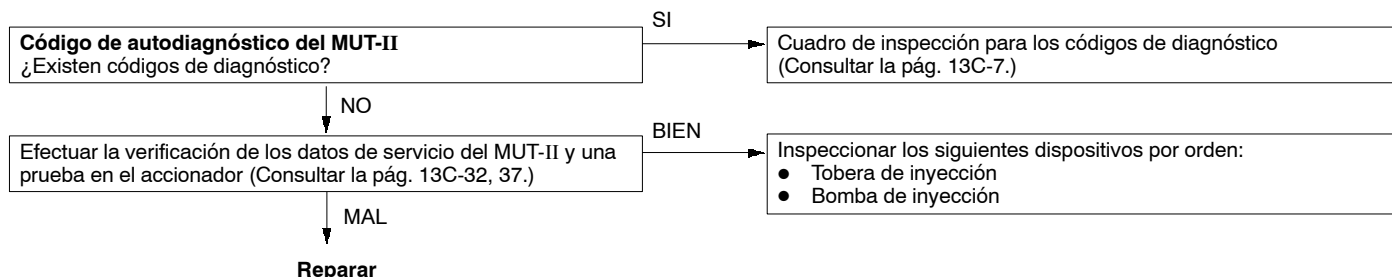 SI
Código de autodiagnóstico del MUT-II
¿Existen códigos de diagnóstico?
Cuadro de inspección para los códigos de diagnóstico
(Consultar la pág. 13C-7.)
NO
BIEN
Efectuar la verificación de los datos de servicio del MUT-II y una
prueba en el accionador (Consultar la pág. 13C-32, 37.)
Inspeccionar los siguientes dispositivos por orden:
● Tobera de inyección
● Bomba de inyección
MAL
Reparar